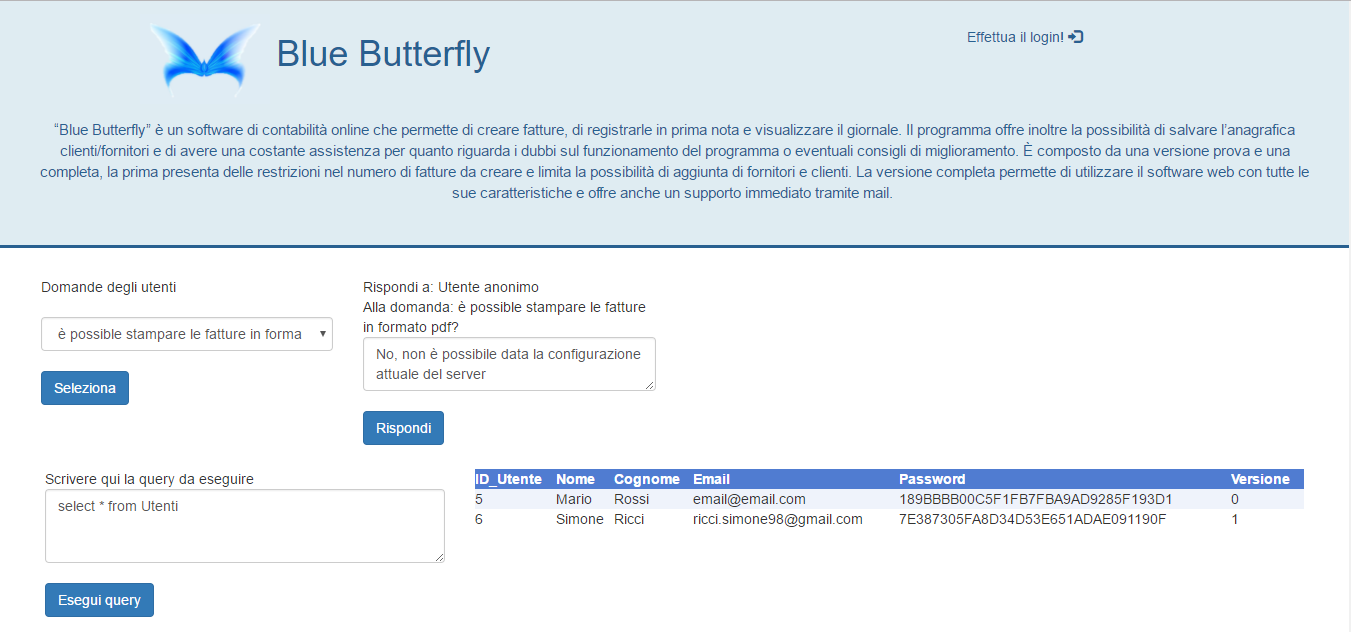 Blue Butterfly
Effettua il login!
“Blue Butterfly” è un software di contabilità online che permette di creare fatture, di registrarle in prima nota e visualizzare il giornale. Il programma offre inoltre la possibilità di salvare l'anagrafica
clienti/fornitori e di avere una costante assistenza per quanto riguarda i dubbi sul funzionamento del programma o eventuali consigli di miglioramento. È composto da una versione prova e una
completa, la prima presenta delle restrizioni nel numero di fatture da creare e limita la possibilità di aggiunta di fornitori e clienti. La versione completa permette di utilizzare il software web con tutte le
sue caratteristiche e offre anche un supporto immediato tramite mail.
Domande degli utenti
è possible stampare le fatture in forma
Seleziona
Rispondi a: Utente anonimo
Alla domanda: è possible stampare le fatture
in formato pdf?
No, non è possibile data la configurazione
attuale del server
Rispondi
Scrivere qui la query da eseguire
select * from Utenti
Esegui query
ID_Utente Nome Cognome Email Password Versione
5 Mario Rossi email@email.com 189BBBB00C5F1FB7FBA9AD9285F193D1 0
6 Simone Ricci ricci.simone98@gmail.com 7E387305FA8D34D53E651ADAE091190F 1